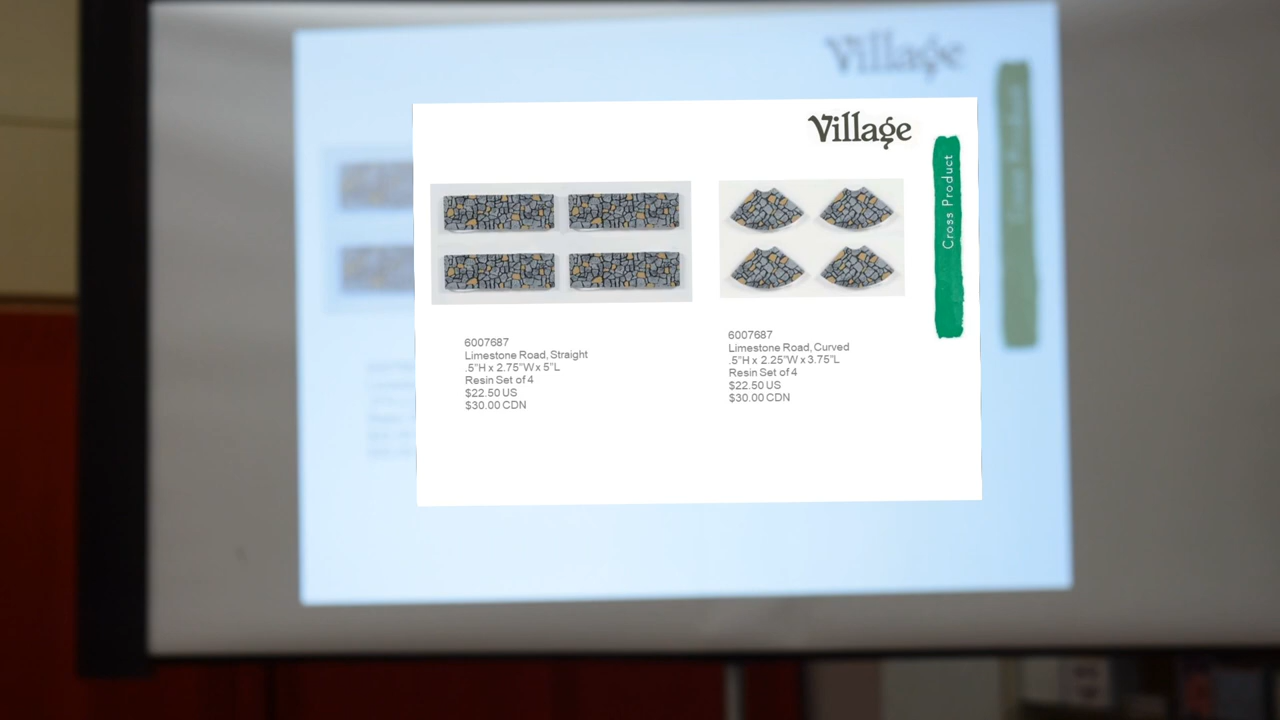 Village
Cross Product
6007687
Limestone Road, Straight
.5"H x 2.75"W x 5"L
Resin Set of 4
$22.50 US
$30.00 CDN
6007687
Limestone Road, Curved
.5"H x 2.25"W x 3.75"L
Resin Set of 4
$22.50 US
$30.00 CDN
Village